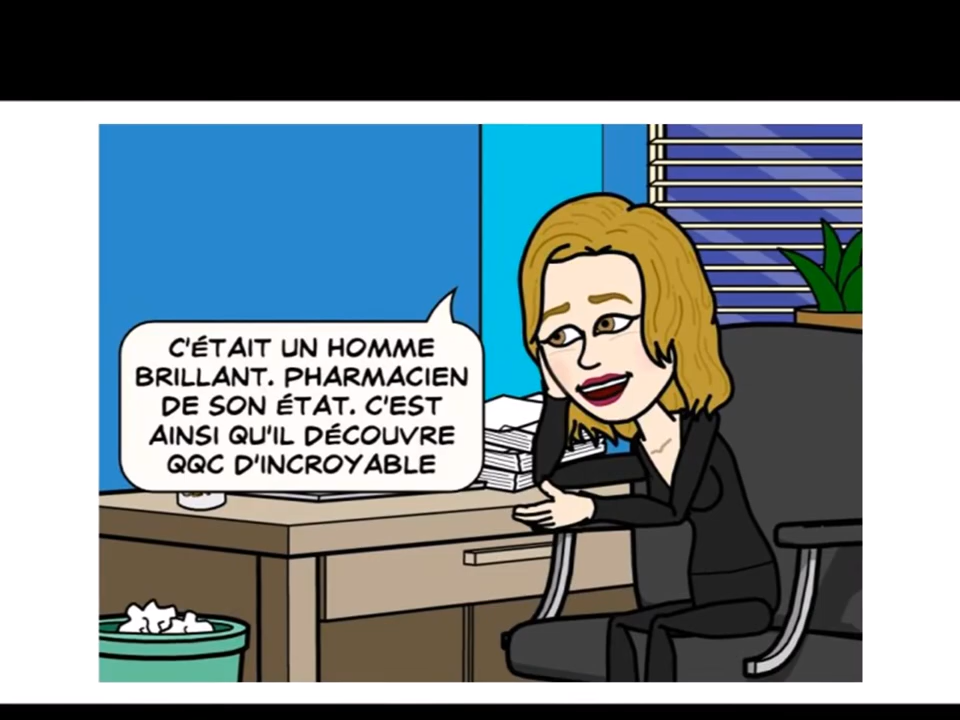 C'ÉTAIT UN HOMME
BRILLANT. PHARMACIEN
DE SON ÉTAT. C'EST
AINSI QU'IL DÉCOUVRE
QQC D'INCROYABLE